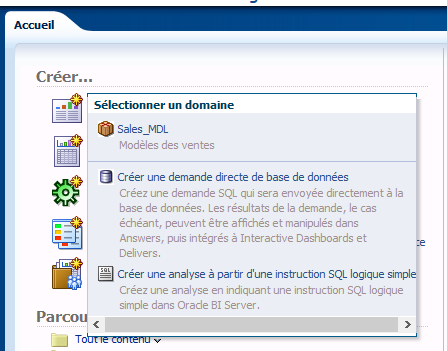 Accueil
Créer...
Sélectionner un domaine
Sales_MDL
Modèles des ventes
Créer une demande directe de base de données
Créez une demande SQL qui sera envoyée directement à la
base de données. Les résultats de la demande, le cas
échéant, peuvent être affichés et manipulés dans
Answers, puis intégrés à Interactive Dashboards et
Delivers.
SQL
Créer une analyse à partir d'une instruction SQL logique simple
Créez une analyse en indiquant une instruction SQL logique
simple dans Oracle BI Server.
Parcou
Tout le contenu